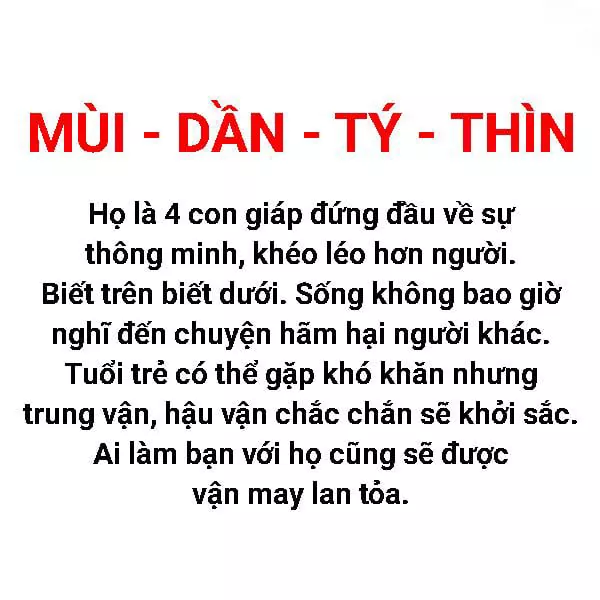 MÙI - DẦN - TÝ - THÌN
Họ là 4 con giáp đứng đầu về sự
thông minh, khéo léo hơn người.
Biết trên biết dưới. Sống không bao giờ
nghĩ đến chuyện hãm hại người khác.
Tuổi trẻ có thể gặp khó khăn nhưng
trung vận, hậu vận chắc chắn sẽ khởi sắc.
Ai làm bạn với họ cũng sẽ được
vận may lan tỏa.